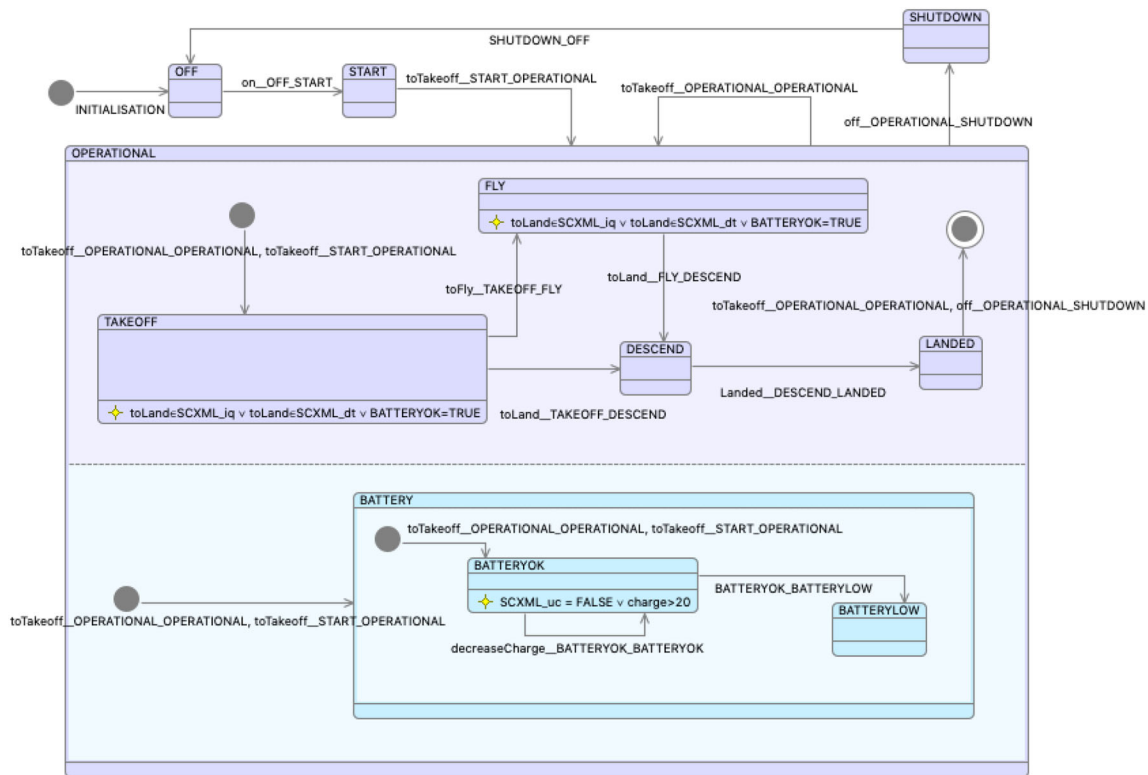 SHUTDOWN
SHUTDOWN_OFF
OFF
START
on__OFF_START
toTakeoff__START_OPERATIONAL
toTakeoff__OPERATIONAL_OPERATIONAL
INITIALISATION
off__OPERATIONAL_SHUTDOWN
OPERATIONAL
FLY
toLand∈SCXML_iq ∨ toLand∈SCXML_dt ∨ BATTERYOK=TRUE
toTakeoff__OPERATIONAL_OPERATIONAL, toTakeoff__START_OPERATIONAL
toLand__FLY_DESCEND
toFly__TAKEOFF_FLY
toTakeoff__OPERATIONAL_OPERATIONAL, off__OPERATIONAL_SHUTDOWN
TAKEOFF
DESCEND
LANDED
toLand∈SCXML_iq ∨ toLand∈SCXML_dt ∨ BATTERYOK=TRUE
toLand__TAKEOFF_DESCEND
Landed__DESCEND_LANDED
BATTERY
toTakeoff__OPERATIONAL_OPERATIONAL, toTakeoff__START_OPERATIONAL
BATTERYOK
BATTERYOK_BATTERYLOW
SCXML_uc = FALSE ∨ charge>20
BATTERYLOW
toTakeoff__OPERATIONAL_OPERATIONAL, toTakeoff__START_OPERATIONAL
decreaseCharge__BATTERYOK_BATTERYOK